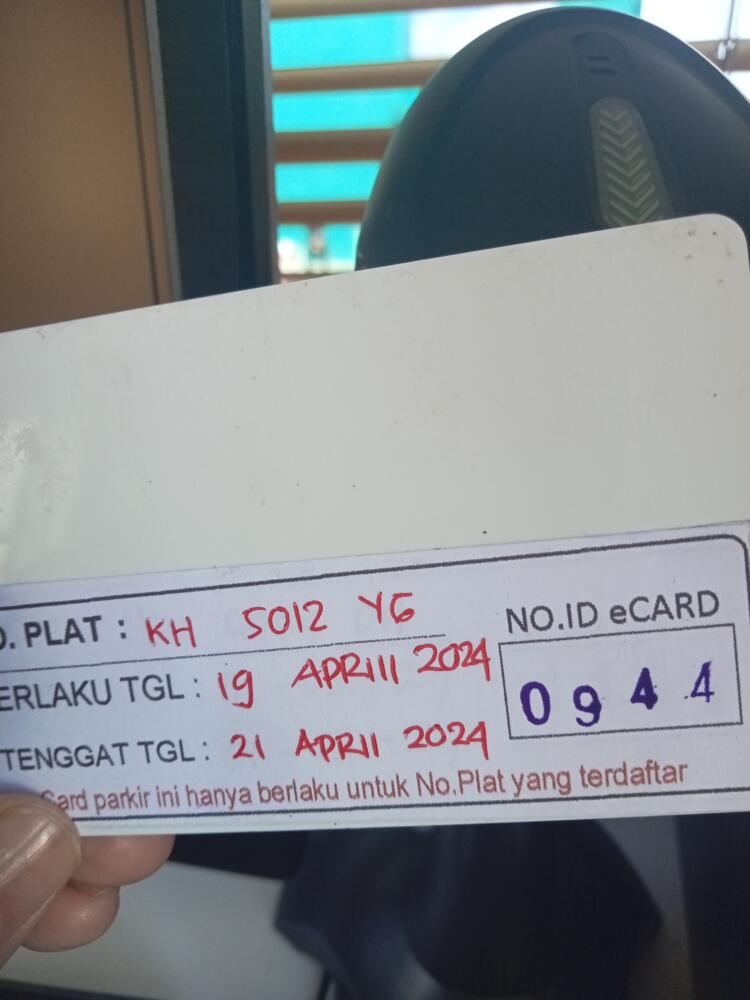 O. PLAT : KH 5012 YG
NO.ID eCARD
ERLAKU TGL : 19 APRIll 2024
0944
TENGGAT TGL : 21 APRIl 2024
Card parkir ini hanya berlaku untuk No.Plat yang terdaftar